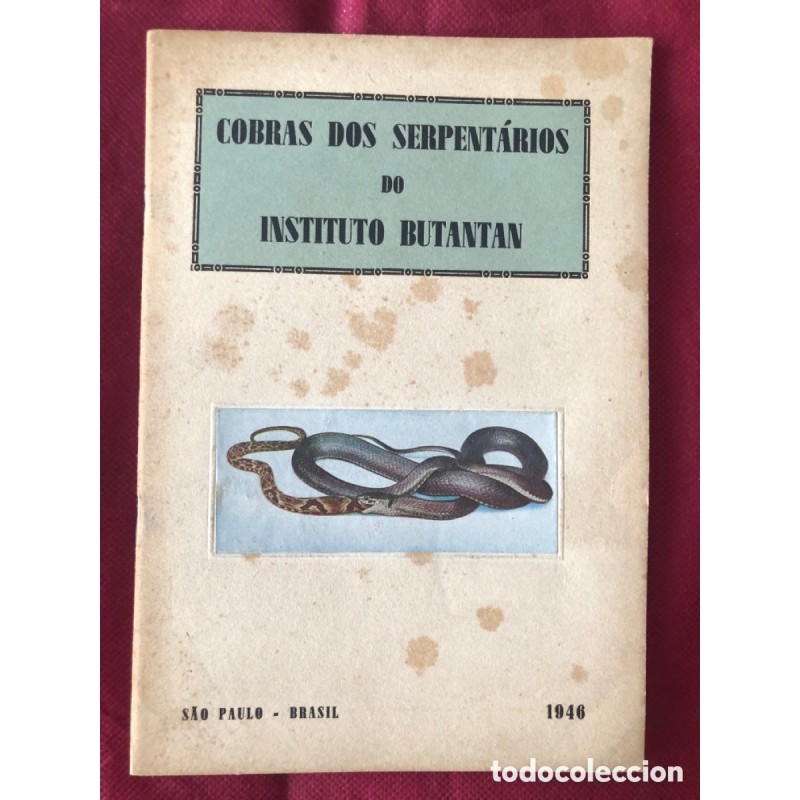 COBRAS DOS SERPENTÁRIOS
DO
INSTITUTO BUTANTAN
SÃO PAULO - BRASIL 1946
todocoleccion